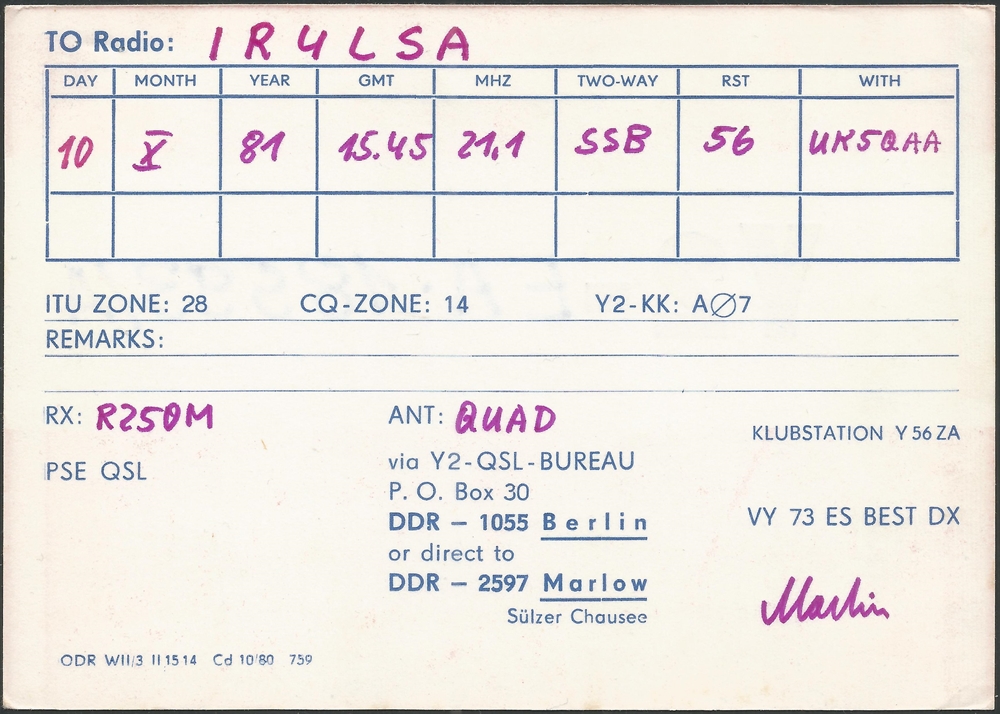 TO Radio: IR4LSA
DAY MONTH YEAR GMT MHZ TWO-WAY RST WITH
10 X 81 15.45 21,1 SSB 56 UK5QAA
ITU ZONE: 28 CQ-ZONE: 14 Y2-KK: AØ7
REMARKS:
RX: R250M ANT: QUAD
KLUBSTATION Y56ZA
PSE QSL via Y2-QSL-BUREAU
P. O. Box 30
VY 73 ES BEST DX
DDR – 1055 Berlin
or direct to
DDR – 2597 Marlow
Martin
Sülzer Chausee
ODR WII/3 II 15 14 Cd 10/80 759